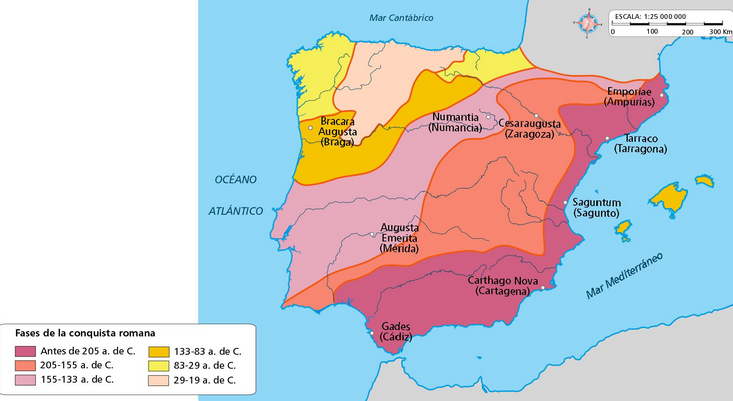 Mar Cantábrico
ESCALA: 1:25 000 000
0 100 200 300 Km
Emporiae
(Ampurias)
Numantia
(Numancia)
Cesaraugusta
(Zaragoza)
Bracara
Augusta
(Braga)
Tarraco
(Tarragona)
OCÉANO
ATLÁNTICO
Saguntum
(Sagunto)
Augusta
Emerita
(Mérida)
Mar Mediterráneo
Carthago Nova
(Cartagena)
Gades
(Cádiz)
Fases de la conquista romana
Antes de 205 a. de C.
205-155 a. de C.
155-133 a. de C.
133-83 a. de C.
83-29 a. de C.
29-19 a. de C.